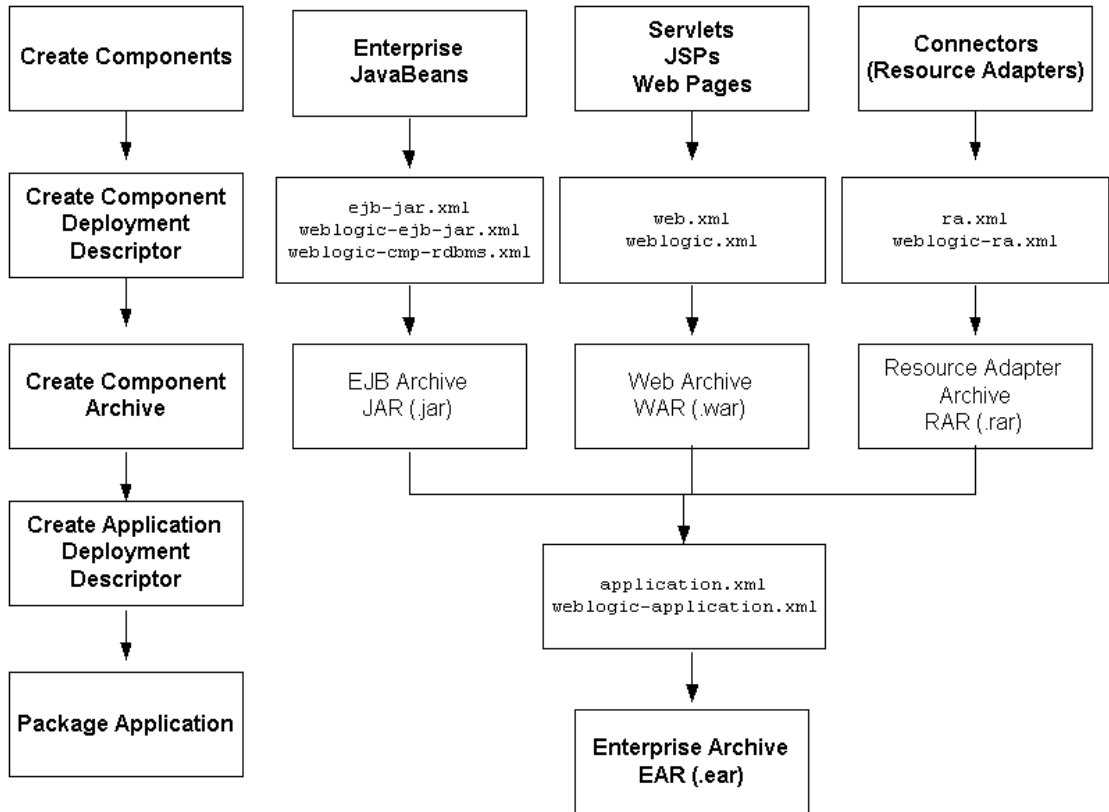 Create Components
Enterprise
JavaBeans
Servlets
JSPs
Web Pages
Connectors
(Resource Adapters)
Create Component
Deployment
Descriptor
ejb-jar.xml
weblogic-ejb-jar.xml
weblogic-cmp-rdbms.xml
web.xml
weblogic.xml
ra.xml
weblogic-ra.xml
Create Component
Archive
EJB Archive
JAR (.jar)
Web Archive
WAR (.war)
Resource Adapter
Archive
RAR (.rar)
Create Application
Deployment
Descriptor
application.xml
weblogic-application.xml
Package Application
Enterprise Archive
EAR (.ear)